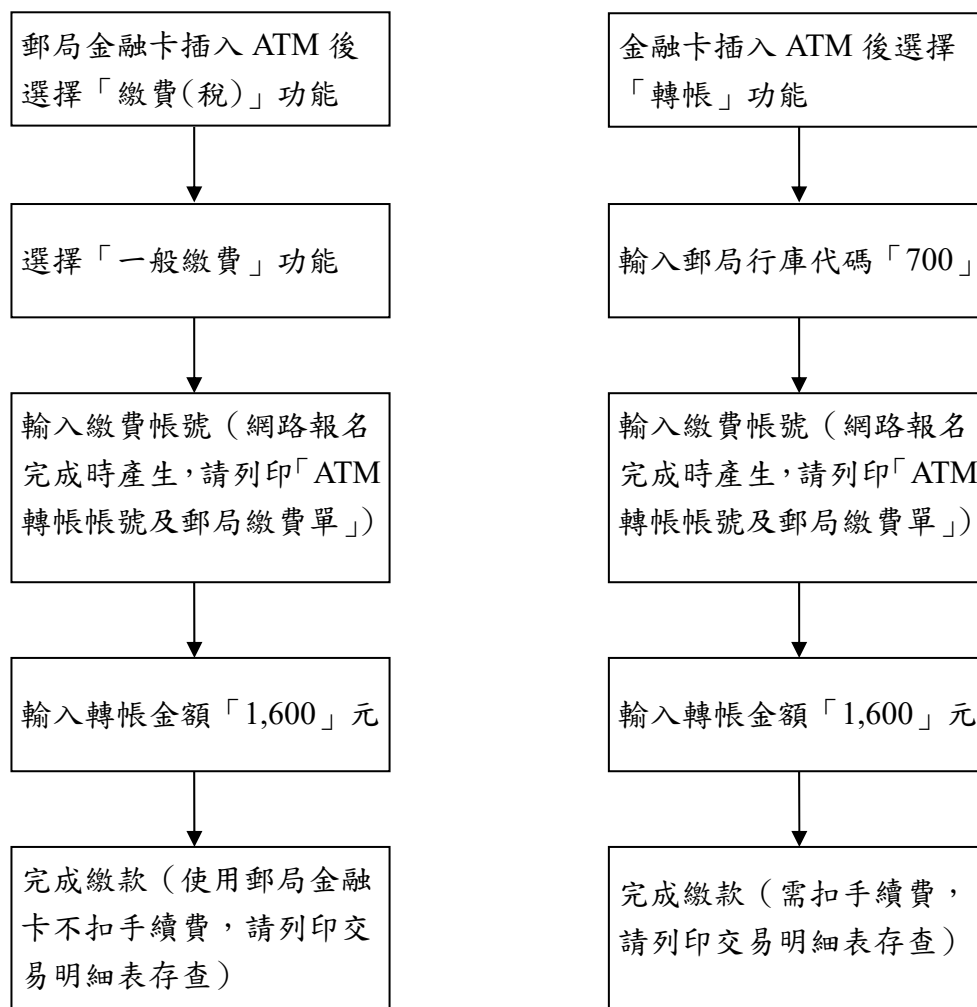 郵局金融卡插入 ATM 後
選擇「繳費(稅)」功能
選擇「一般繳費」功能
輸入繳費帳號（網路報名
完成時產生，請列印「ATM
轉帳帳號及郵局繳費單」）
輸入轉帳金額「1,600」元
完成繳款（使用郵局金融
卡不扣手續費，請列印交
易明細表存查）
金融卡插入 ATM 後選擇
「轉帳」功能
輸入郵局行庫代碼「700」
輸入繳費帳號（網路報名
完成時產生，請列印「ATM
轉帳帳號及郵局繳費單」）
輸入轉帳金額「1,600」元
完成繳款（需扣手續費，
請列印交易明細表存查）